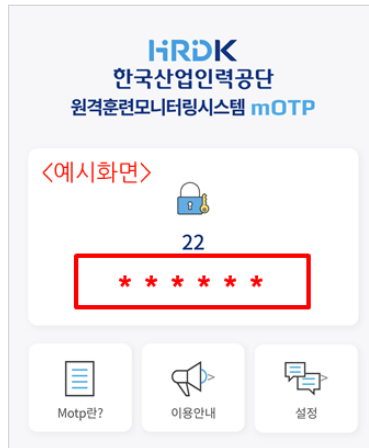 HRDK
한국산업인력공단
원격훈련모니터링시스템 mOTP
<예시화면>
22
* * * * * *
Motp란? 이용안내 설정